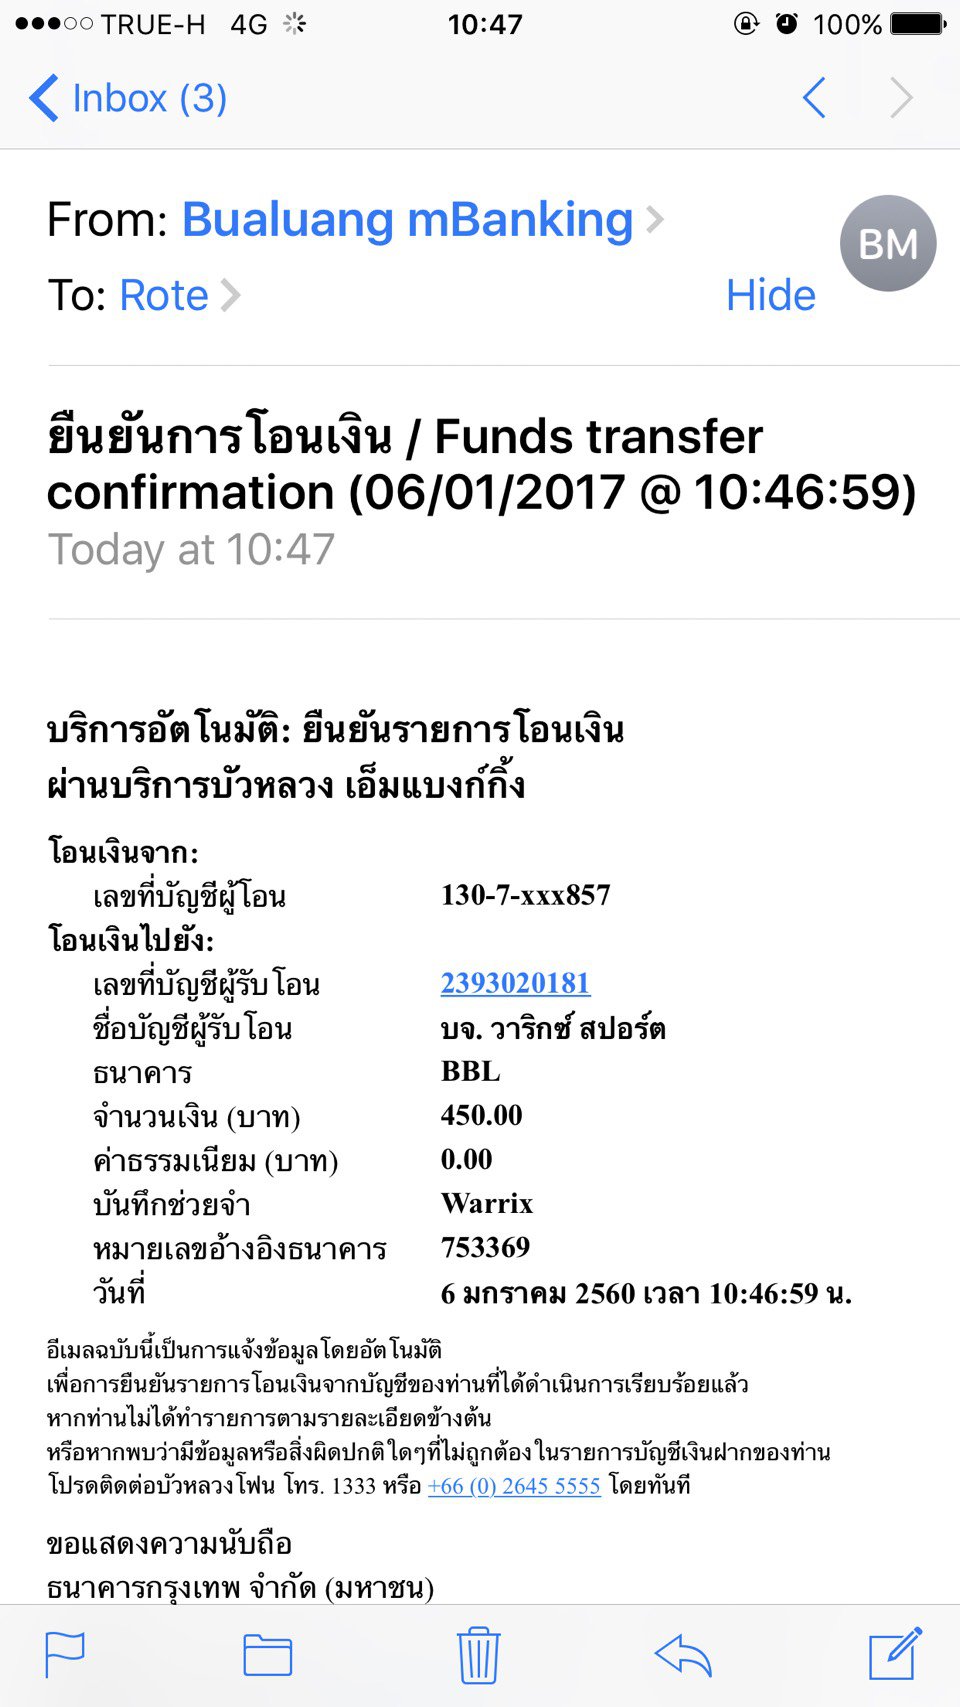 TRUE-H 4G 10:47 100%
Inbox (3)
From: Bualuang mBanking
BM
To: Rote Hide
ยืนยันการโอนเงิน / Funds transfer
confirmation (06/01/2017 @ 10:46:59)
Today at 10:47
บริการอัตโนมัติ: ยืนยันรายการโอนเงิน
ผ่านบริการบัวหลวง เอ็มแบงก์กิ้ง
โอนเงินจาก:
เลขที่บัญชีผู้โอน 130-7-xxx857
โอนเงินไปยัง:
เลขที่บัญชีผู้รับโอน 2393020181
ชื่อบัญชีผู้รับโอน บจ. วาริกซ์ สปอร์ต
ธนาคาร BBL
จำนวนเงิน (บาท) 450.00
ค่าธรรมเนียม (บาท) 0.00
บันทึกช่วยจำ Warrix
หมายเลขอ้างอิงธนาคาร 753369
วันที่ 6 มกราคม 2560 เวลา 10:46:59 น.
อีเมลฉบับนี้เป็นการแจ้งข้อมูลโดยอัตโนมัติ
เพื่อการยืนยันรายการโอนเงินจากบัญชีของท่านที่ได้ดำเนินการเรียบร้อยแล้ว
หากท่านไม่ได้ทำรายการตามรายละเอียดข้างต้น
หรือหากพบว่ามีข้อมูลหรือสิ่งผิดปกติใดๆที่ไม่ถูกต้องในรายการบัญชีเงินฝากของท่าน
โปรดติดต่อบัวหลวงโฟน โทร. 1333 หรือ +66 (0) 2645 5555 โดยทันที
ขอแสดงความนับถือ
ธนาคารกรุงเทพ จำกัด (มหาชน)